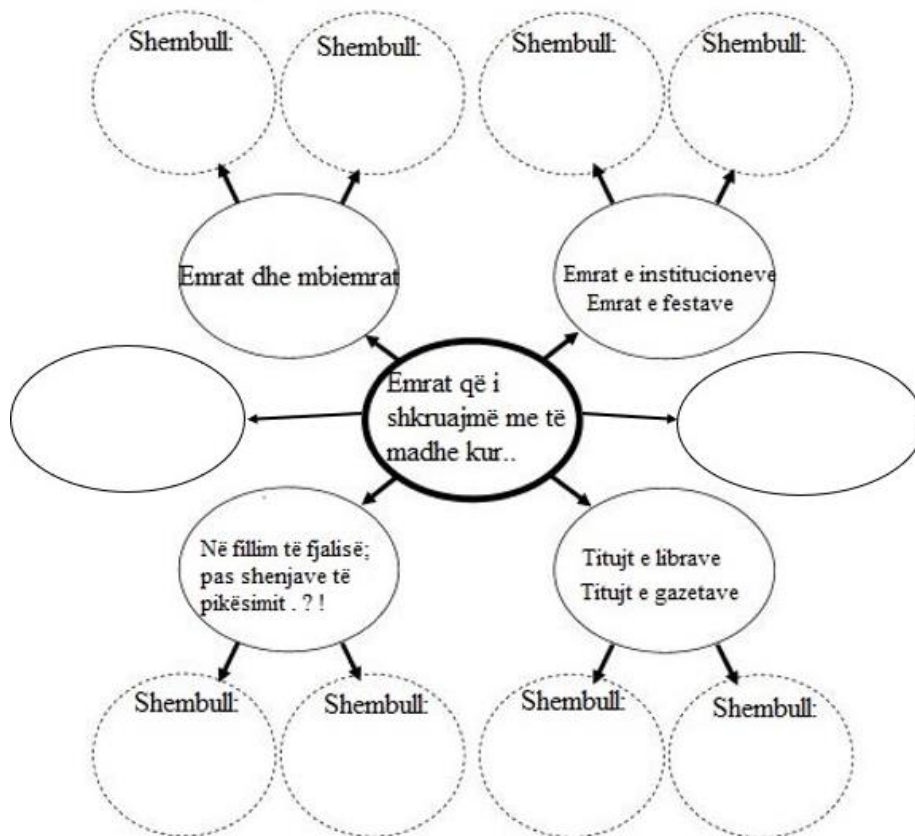 Shembull:
Shembull:
Shembull:
Shembull:
Emrat dhe mbiemrat
Emrat e institucioneve
Emrat e festave
Emrat që i
shkruajmë me të
madhe kur..
Në fillim të fjalisë;
pas shenjave të
pikësimit . ? !
Titujt e librave
Titujt e gazetave
Shembull:
Shembull:
Shembull:
Shembull: